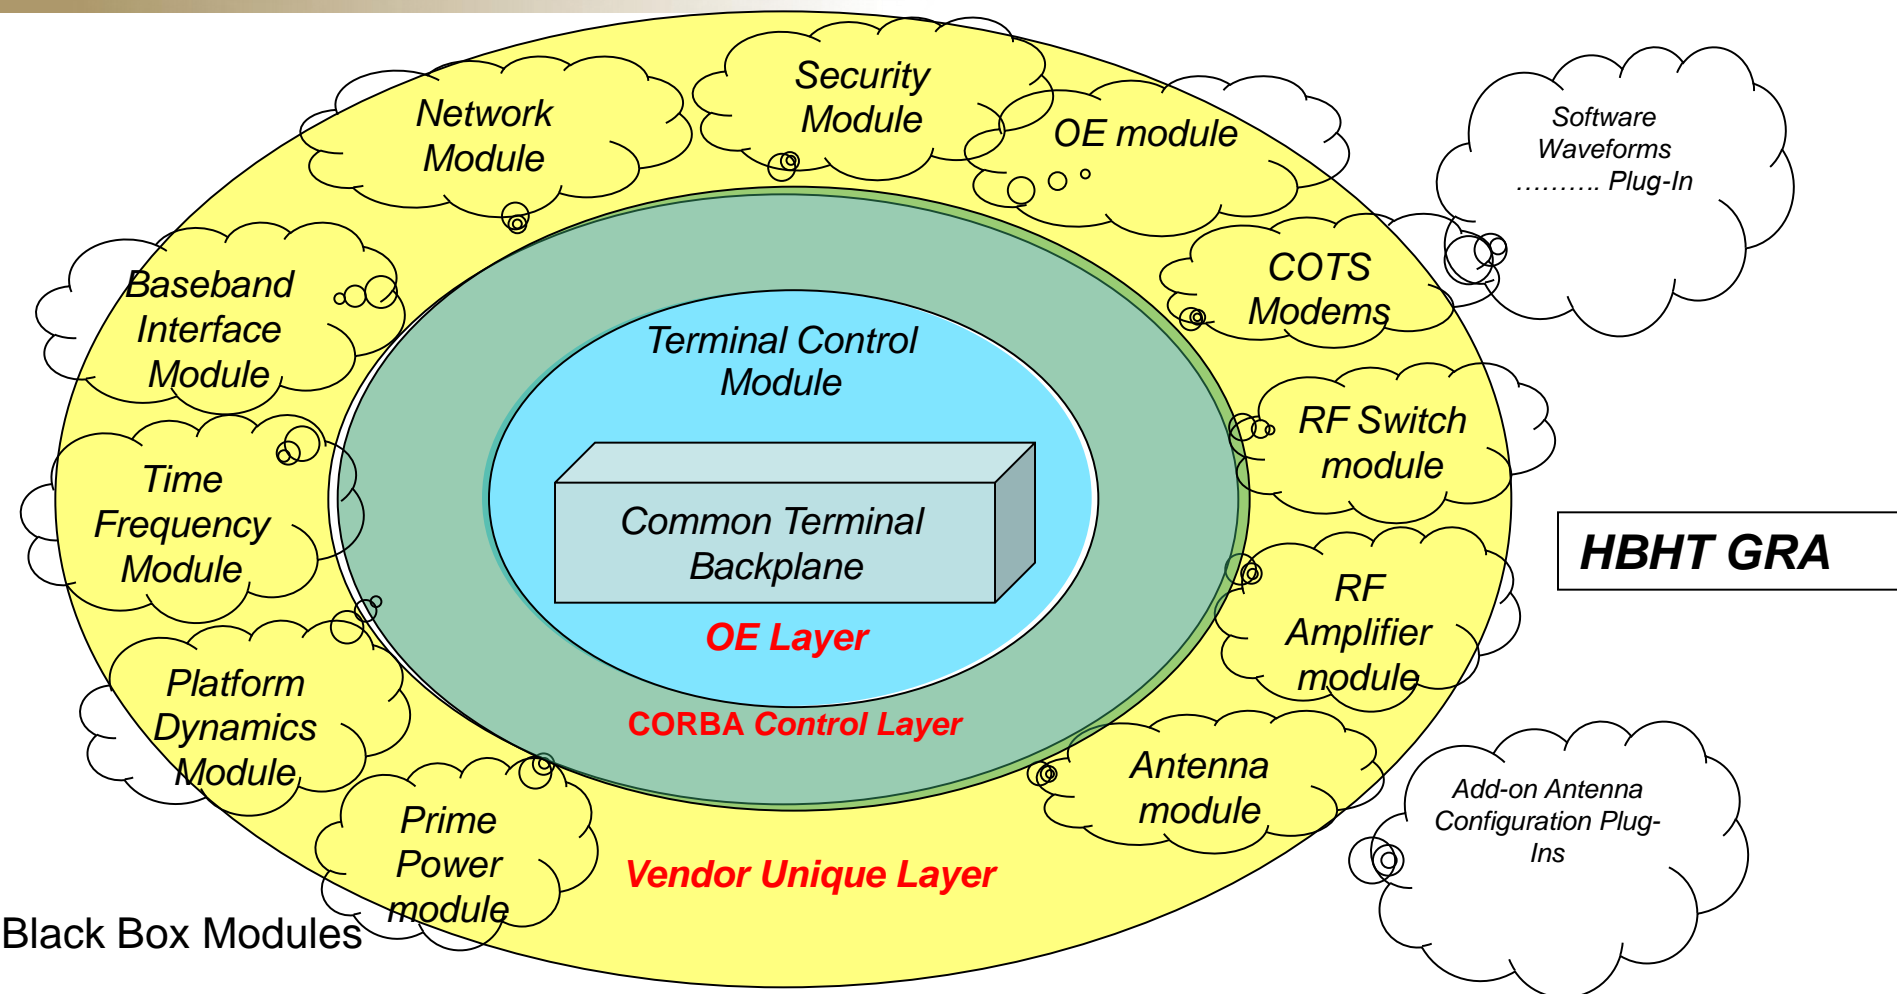 Security
Module
Network
Module
OE module
Software
Waveforms
……….. Plug-In
Baseband
Interface
Module
COTS
Modems
Terminal Control
Module
RF Switch
module
Time
Frequency
Module
Common Terminal
Backplane
HBHT GRA
RF
Amplifier
module
OE Layer
Platform
Dynamics
Module
CORBA Control Layer
Antenna
module
Add-on Antenna
Configuration Plug-
Ins
Prime
Power
module
Vendor Unique Layer
Black Box Modules